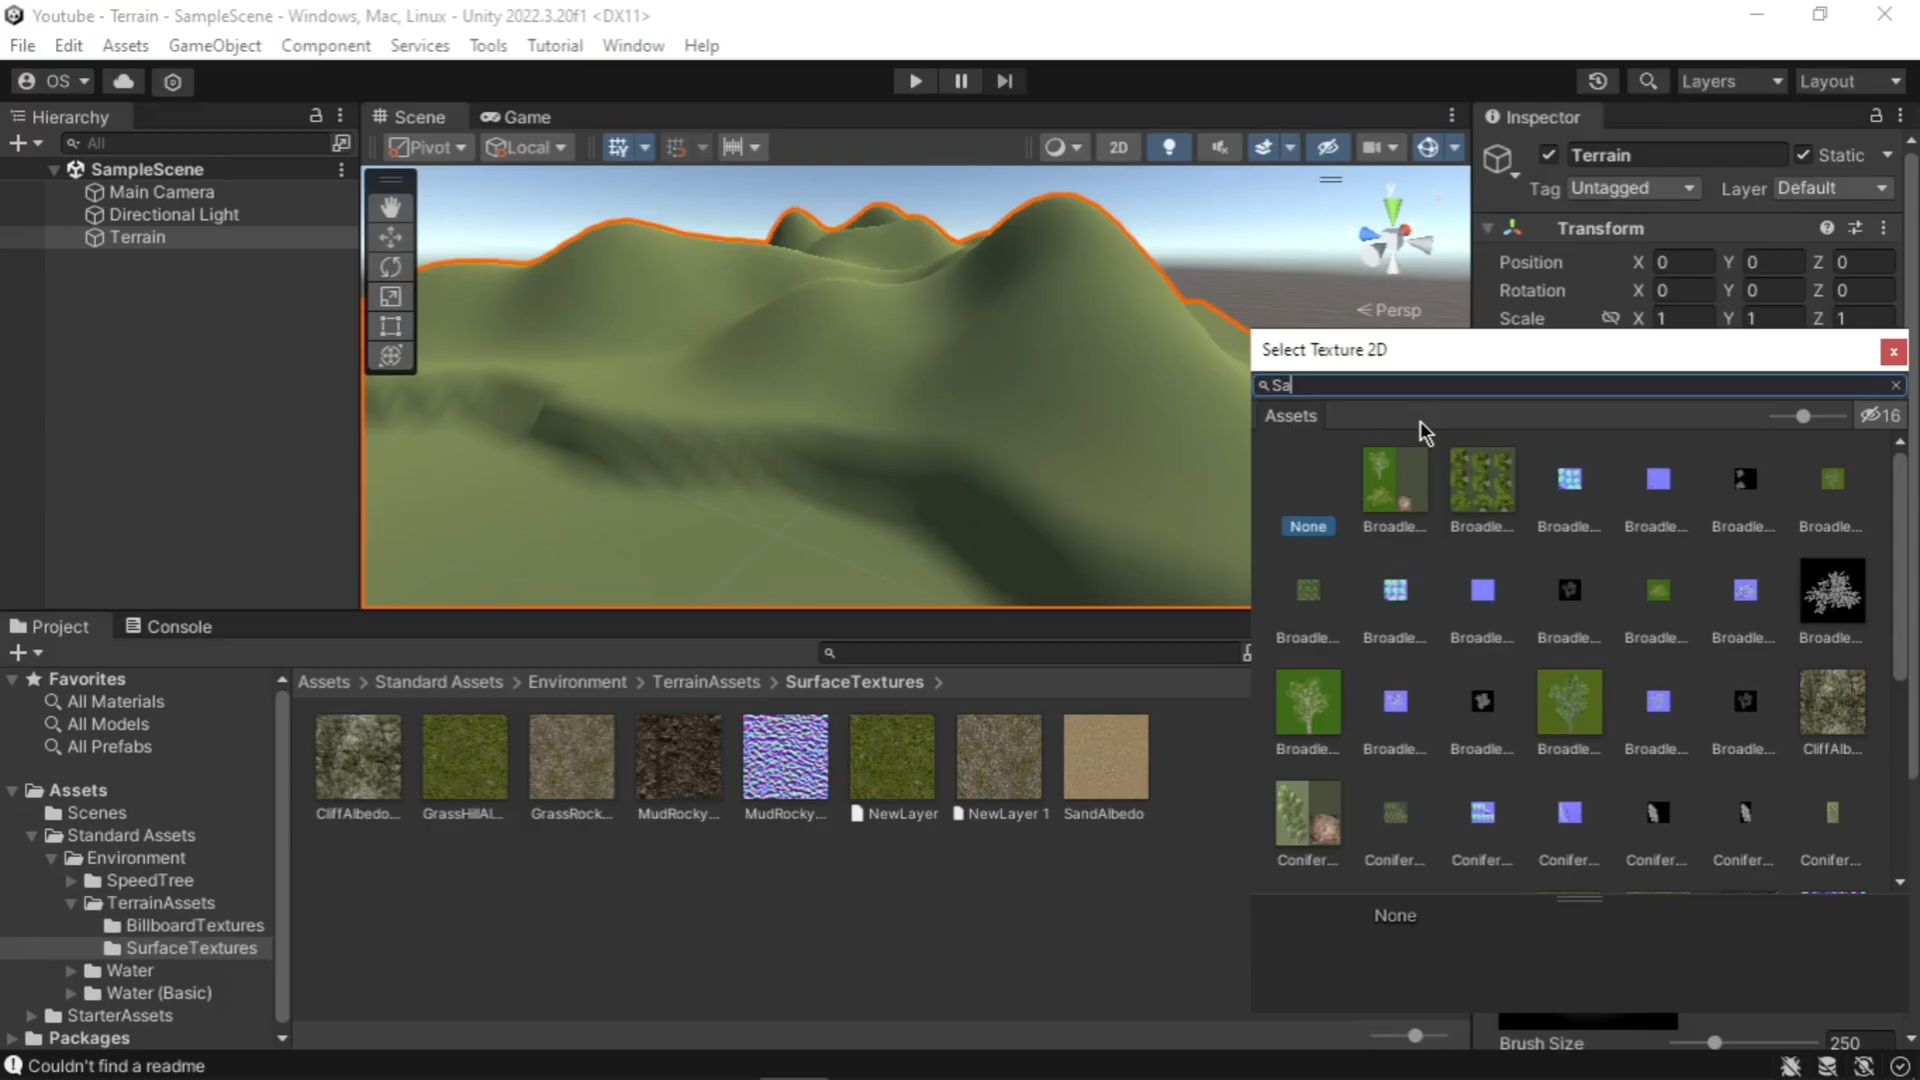 Youtube - Terrain - SampleScene - Windows, Mac, Linux - Unity 2022.3.20f1 <DX11>
File Edit Assets GameObject Component Services Tools Tutorial Window Help
OS Layers Layout
Hierarchy Scene Game Inspector
All Pivot Local 2D
SampleScene
Main Camera
Directional Light
Terrain
y
Persp
Terrain Static
Tag Untagged Layer Default
Transform
Position X 0 Y 0 Z 0
Rotation X 0 Y 0 Z 0
Scale X 1 Y 1 Z 1
Select Texture 2D x
Sa
Assets 16
None Broadle... Broadle... Broadle... Broadle... Broadle... Broadle...
Broadle... Broadle... Broadle... Broadle... Broadle... Broadle... Broadle...
Broadle... Broadle... Broadle... Broadle... Broadle... Broadle... CliffAlb...
Conifer... Conifer... Conifer... Conifer... Conifer... Conifer... Conifer...
None
Brush Size 250
Project Console
Favorites
All Materials
All Models
All Prefabs
Assets
Scenes
Standard Assets
Environment
SpeedTree
TerrainAssets
BillboardTextures
SurfaceTextures
Water
Water (Basic)
StarterAssets
Packages
Assets > Standard Assets > Environment > TerrainAssets > SurfaceTextures >
CliffAlbedo... GrassHillAL... GrassRock... MudRocky... MudRocky... NewLayer NewLayer 1 SandAlbedo
Couldn't find a readme